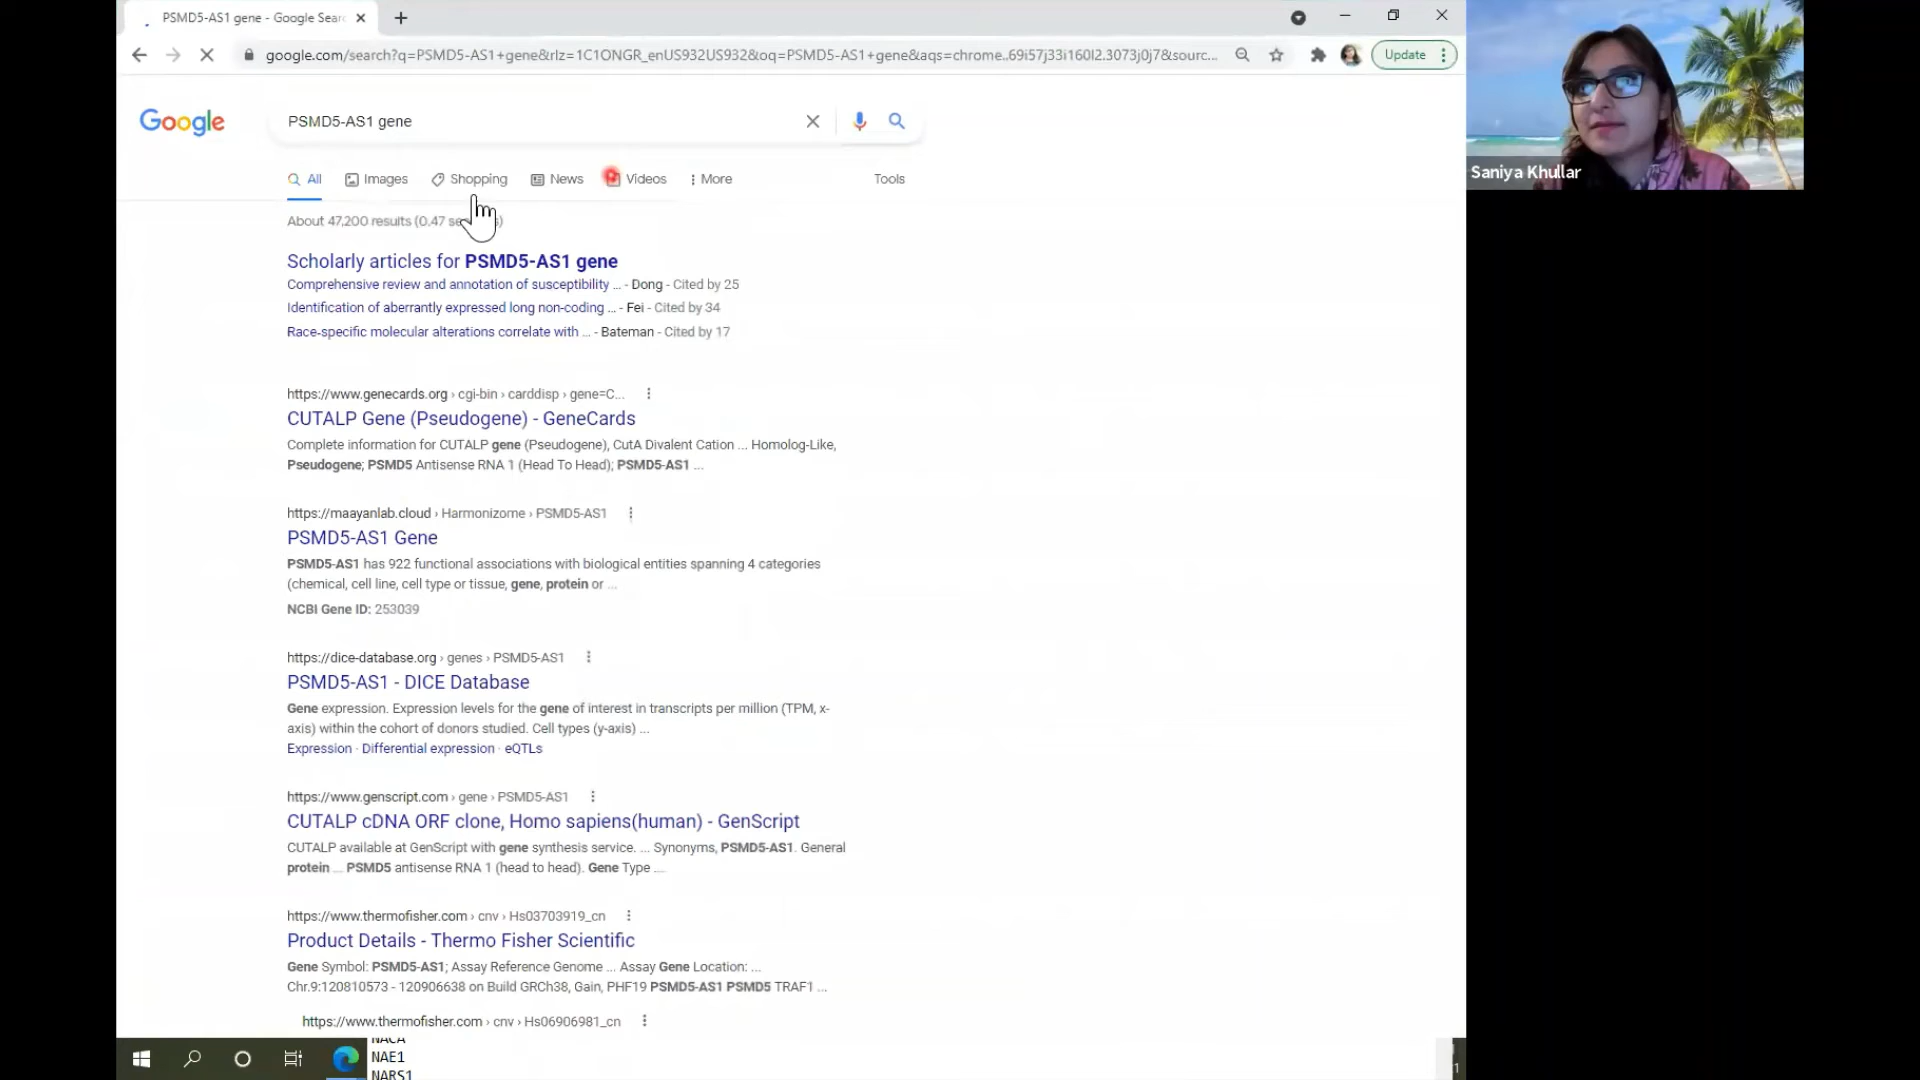 PSMD5-AS1 gene - Google Sear
google.com/search?q=PSMD5-AS1+gene&rlz=1C1ONGR_enUS932US932&oq=PSMD5-AS1+gene&aqs=chrome..69i57j33i160l2.3073j0j7&sourc...
Update
Google
PSMD5-AS1 gene
All
Images
Shopping
News
Videos
More
Tools
About 47,200 results (0.47 se
Scholarly articles for PSMD5-AS1 gene
Comprehensive review and annotation of susceptibility ... - Dong - Cited by 25
Identification of aberrantly expressed long non-coding ... - Fei - Cited by 34
Race-specific molecular alterations correlate with ... - Bateman - Cited by 17
https://www.genecards.org › cgi-bin › carddisp › gene=C...
CUTALP Gene (Pseudogene) - GeneCards
Complete information for CUTALP gene (Pseudogene), CutA Divalent Cation ... Homolog-Like,
Pseudogene; PSMD5 Antisense RNA 1 (Head To Head); PSMD5-AS1 ...
https://maayanlab.cloud › Harmonizome › PSMD5-AS1
PSMD5-AS1 Gene
PSMD5-AS1 has 922 functional associations with biological entities spanning 4 categories
(chemical, cell line, cell type or tissue, gene, protein or ...
NCBI Gene ID: 253039
https://dice-database.org › genes › PSMD5-AS1
PSMD5-AS1 - DICE Database
Gene expression. Expression levels for the gene of interest in transcripts per million (TPM, x-
axis) within the cohort of donors studied. Cell types (y-axis) ...
Expression · Differential expression · eQTLs
https://www.genscript.com › gene › PSMD5-AS1
CUTALP cDNA ORF clone, Homo sapiens(human) - GenScript
CUTALP available at GenScript with gene synthesis service. ... Synonyms, PSMD5-AS1. General
protein ... PSMD5 antisense RNA 1 (head to head). Gene Type ....
https://www.thermofisher.com › cnv › Hs03703919_cn
Product Details - Thermo Fisher Scientific
Gene Symbol: PSMD5-AS1; Assay Reference Genome ... Assay Gene Location: ...
Chr.9:120810573 - 120906638 on Build GRCh38, Gain, PHF19 PSMD5-AS1 PSMD5 TRAF1 ...
https://www.thermofisher.com › cnv › Hs06906981_cn
NACA
NAE1
NARS1
Saniya Khullar